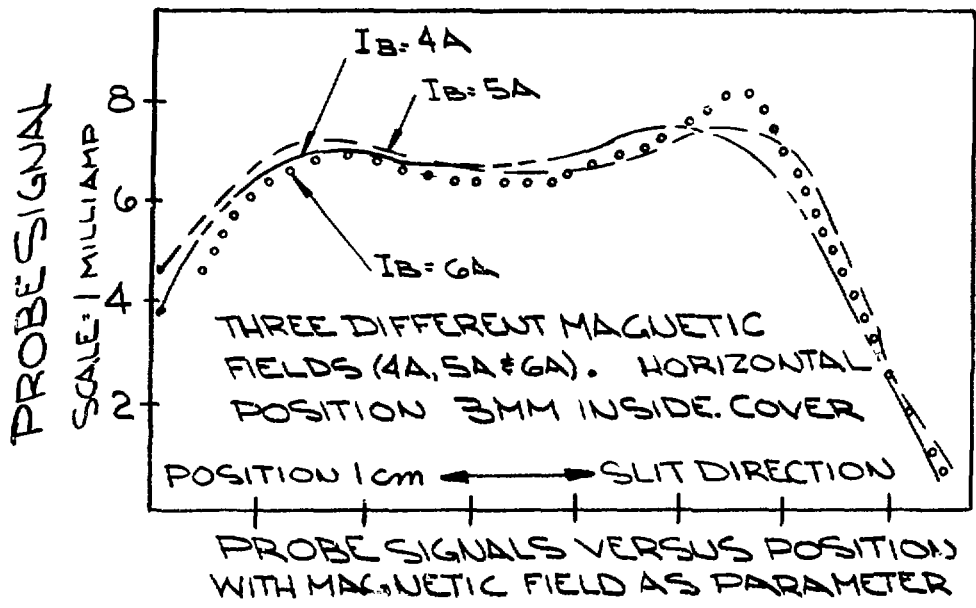 PROBE SIGNAL
SCALE=1 MILLIAMP
8
6
4
2
IB=4A
IB=5A
IB=6A
THREE DIFFERENT MAGNETIC
FIELDS (4A, 5A & 6A). HORIZONTAL
POSITION 3MM INSIDE COVER
POSITION 1cm SLIT DIRECTION
PROBE SIGNALS VERSUS POSITION
WITH MAGNETIC FIELD AS PARAMETER